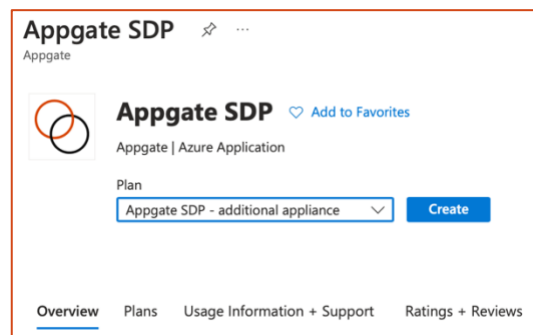 Appgate SDP ...
Appgate
Appgate SDP Add to Favorites
Appgate | Azure Application
Plan
Appgate SDP - additional appliance Create
Overview Plans Usage Information + Support Ratings + Reviews